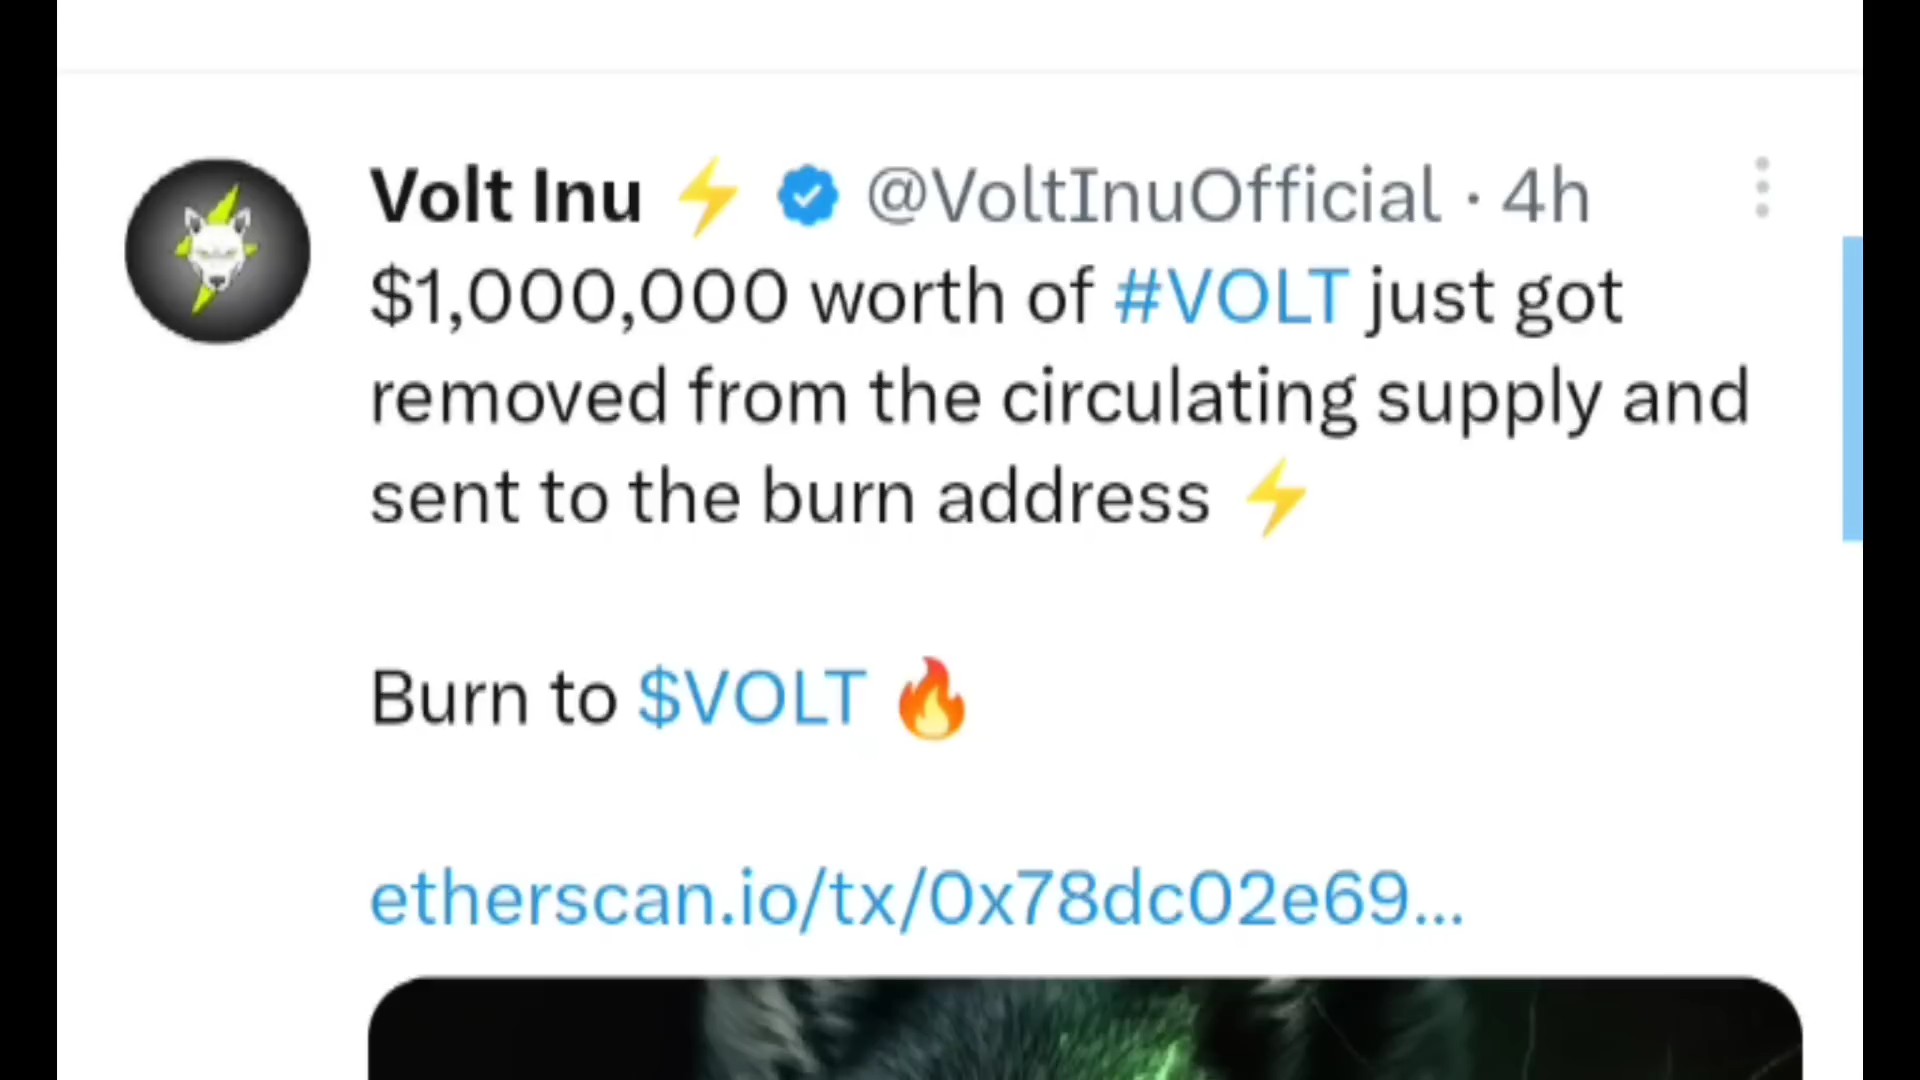 Volt Inu ⚡ @VoltInuOfficial · 4h
$1,000,000 worth of #VOLT just got
removed from the circulating supply and
sent to the burn address ⚡
Burn to $VOLT 🔥
etherscan.io/tx/0x78dc02e69...